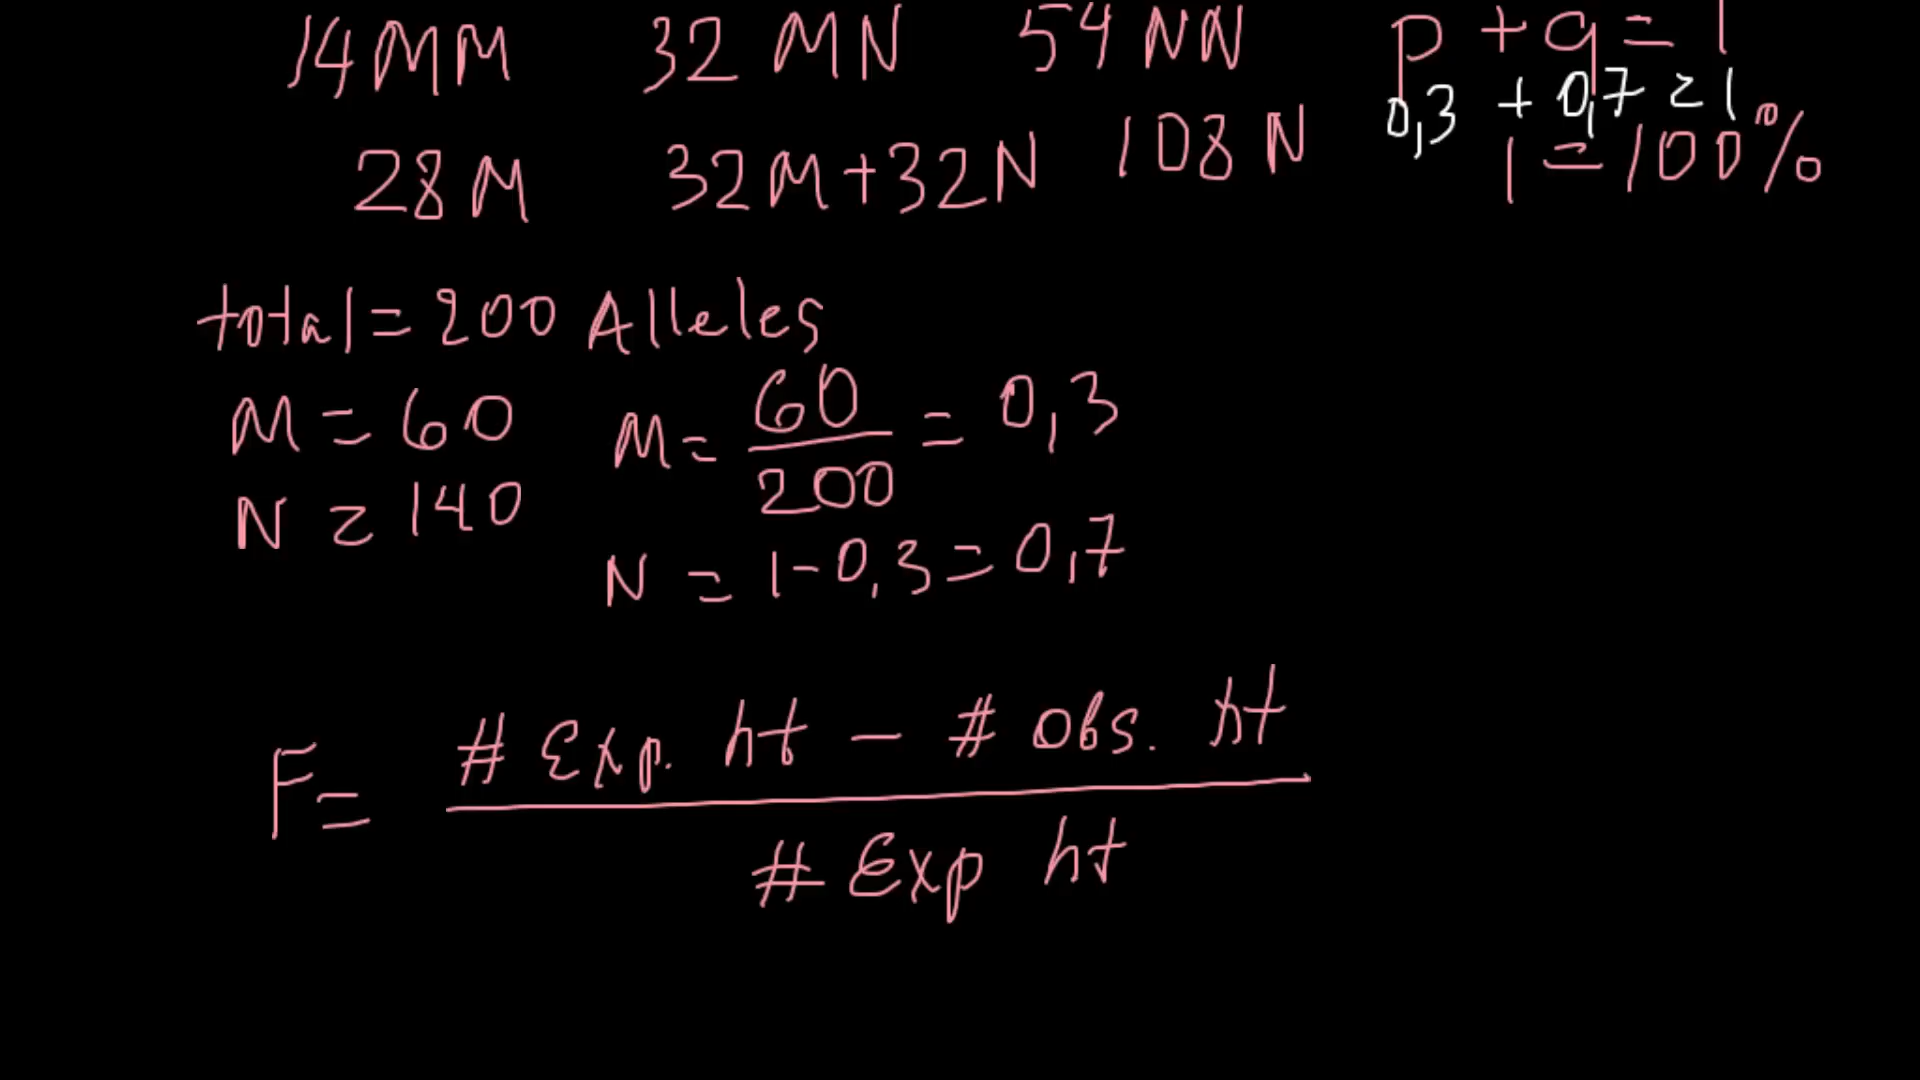 14MM 32 MN 54 NN p + q = 1
0,3 + 0,7 = 1
28 M 32M+32N 108 N 1 = 100%
total = 200 Alleles
M = 60 M = 60/200 = 0,3
N = 140
N = 1-0,3 = 0,7
F = # Exp. ht - # Obs. ht
# Exp ht